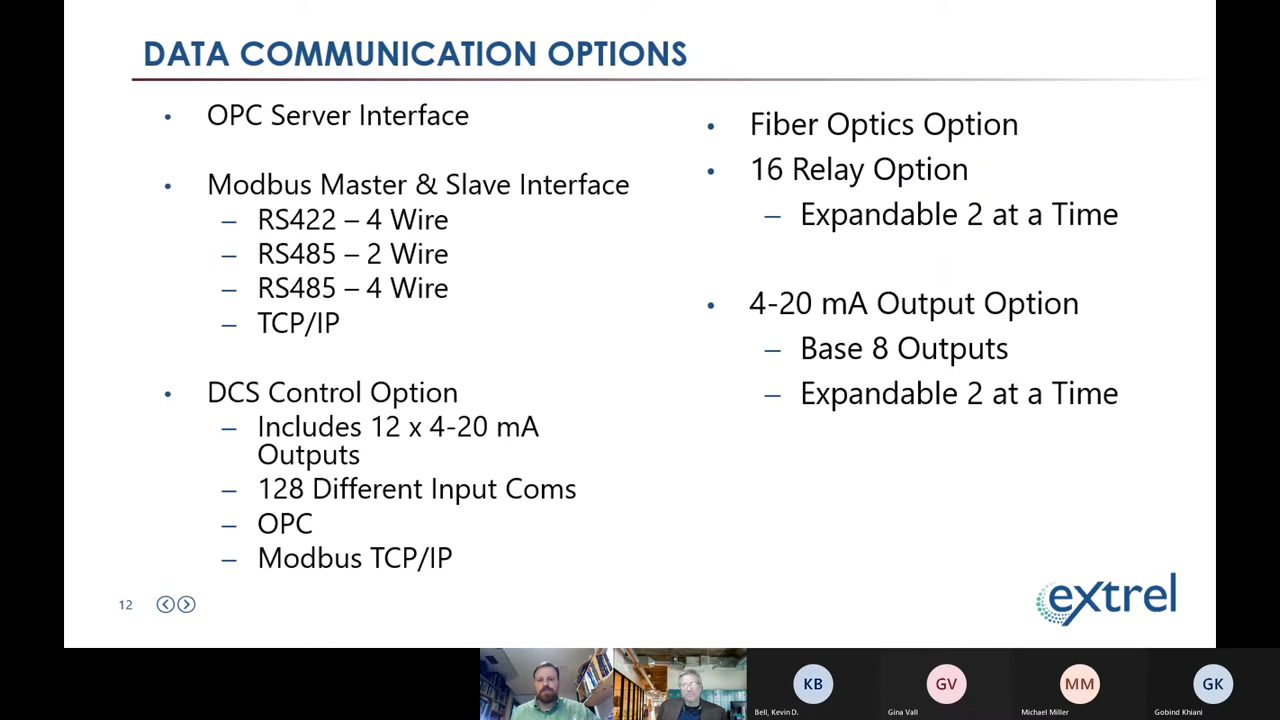 DATA COMMUNICATION OPTIONS
• OPC Server Interface
• Modbus Master & Slave Interface
– RS422 – 4 Wire
– RS485 – 2 Wire
– RS485 – 4 Wire
– TCP/IP
• DCS Control Option
– Includes 12 x 4-20 mA
Outputs
– 128 Different Input Coms
– OPC
– Modbus TCP/IP
• Fiber Optics Option
• 16 Relay Option
– Expandable 2 at a Time
• 4-20 mA Output Option
– Base 8 Outputs
– Expandable 2 at a Time
12
extrel
KB
Bell, Kevin D.
GV
Gina Vall
MM
Michael Miller
GK
Gobind Khiani